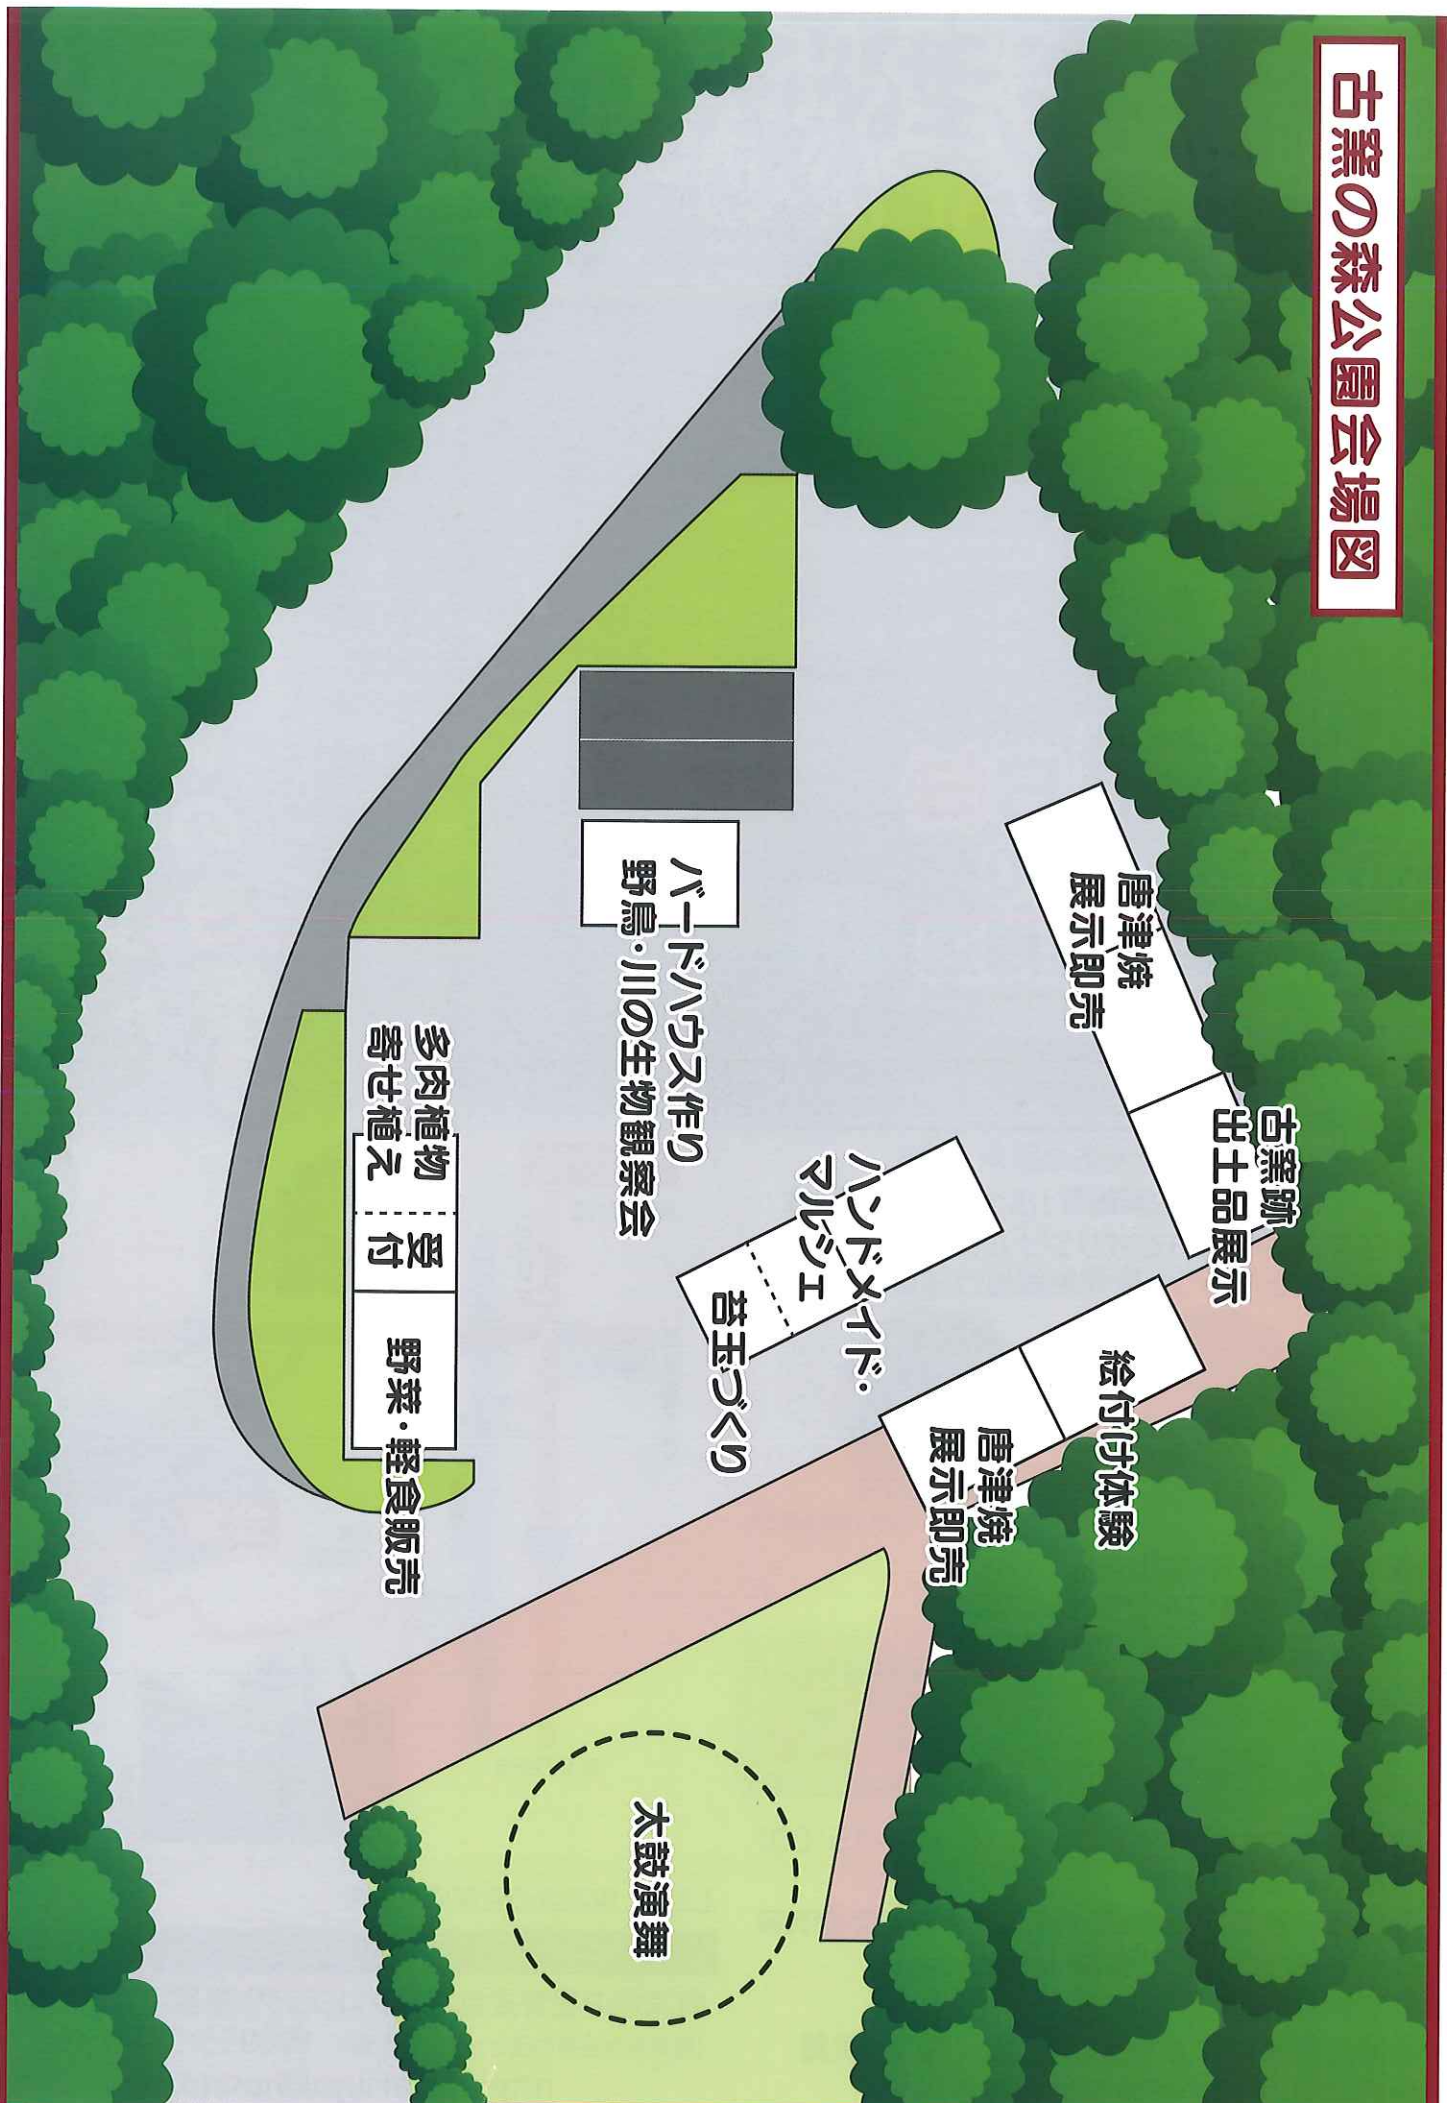 古窯の森公園会場図
唐津焼
展示即売
古窯跡
出土品展示
絵付け体験
唐津焼
展示即売
ハンドメイド・
マルシェ
苔玉づくり
バードハウス作り
野鳥・川の生物観察会
多肉植物
寄せ植え
受付
野菜・軽食販売
太鼓演舞